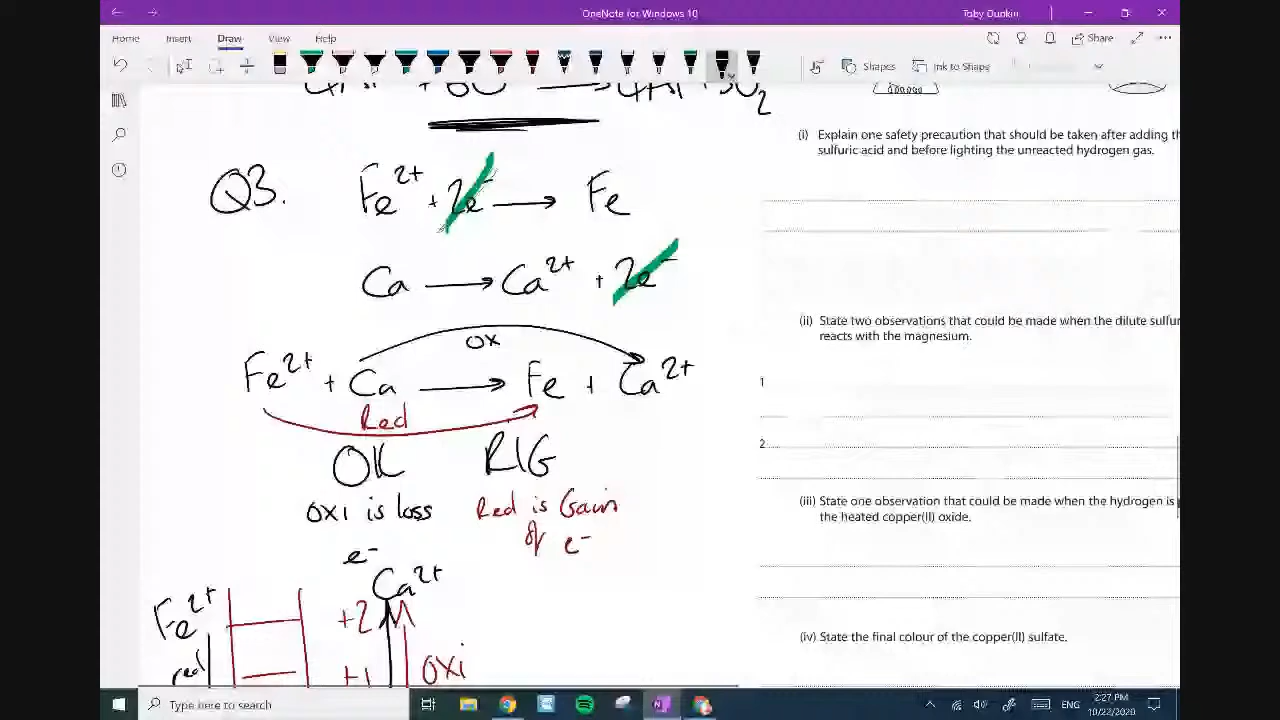 OneNote for Windows 10
Toby Dunkin
Home Insert Draw View Help
Share
Shapes
Ink to Shape
Q3. Fe2+ + 2e- → Fe
Ca → Ca2+ + 2e-
ox
Fe2+ + Ca → Fe + Ca2+
Red
OIL RIG
oxi is loss Red is Gain
e- of e-
Ca2+
Fe2+ +2
red +1 oxi
(i) Explain one safety precaution that should be taken after adding th
sulfuric acid and before lighting the unreacted hydrogen gas.
(ii) State two observations that could be made when the dilute sulfur
reacts with the magnesium.
1
2
(iii) State one observation that could be made when the hydrogen is
the heated copper(II) oxide.
(iv) State the final colour of the copper(II) sulfate.
Type here to search
ENG
2:27 PM
10/22/2020